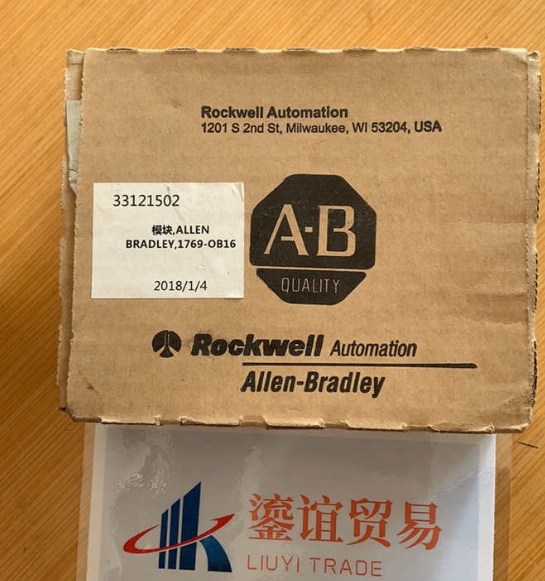 Rockwell Automation
1201 S 2nd St, Milwaukee, WI 53204, USA
33121502
模块,ALLEN
BRADLEY,1769-OB16
2018/1/4
A-B
QUALITY
Rockwell Automation
Allen-Bradley
鎏谊贸易
LIUYI TRADE